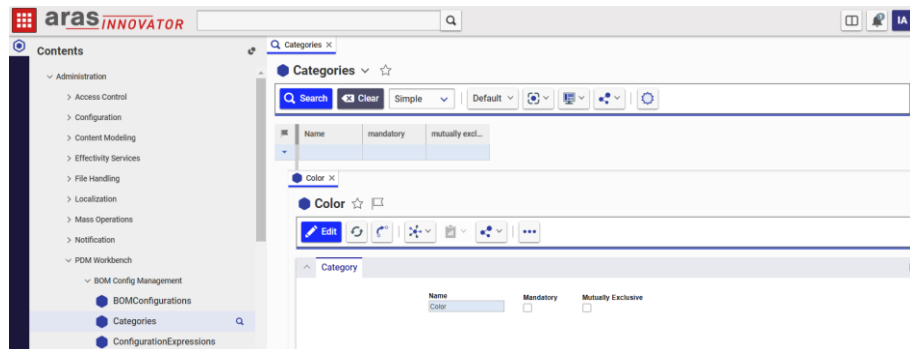 aras INNOVATOR
IA
Contents
Administration
Access Control
Configuration
Content Modeling
Effectivity Services
File Handling
Localization
Mass Operations
Notification
PDM Workbench
BOM Config Management
BOMConfigurations
Categories
ConfigurationExpressions
Categories ×
Categories
Search Clear Simple Default
Name mandatory mutually excl...
Color ×
Color
Edit
Category
Name Mandatory Mutually Exclusive
Color